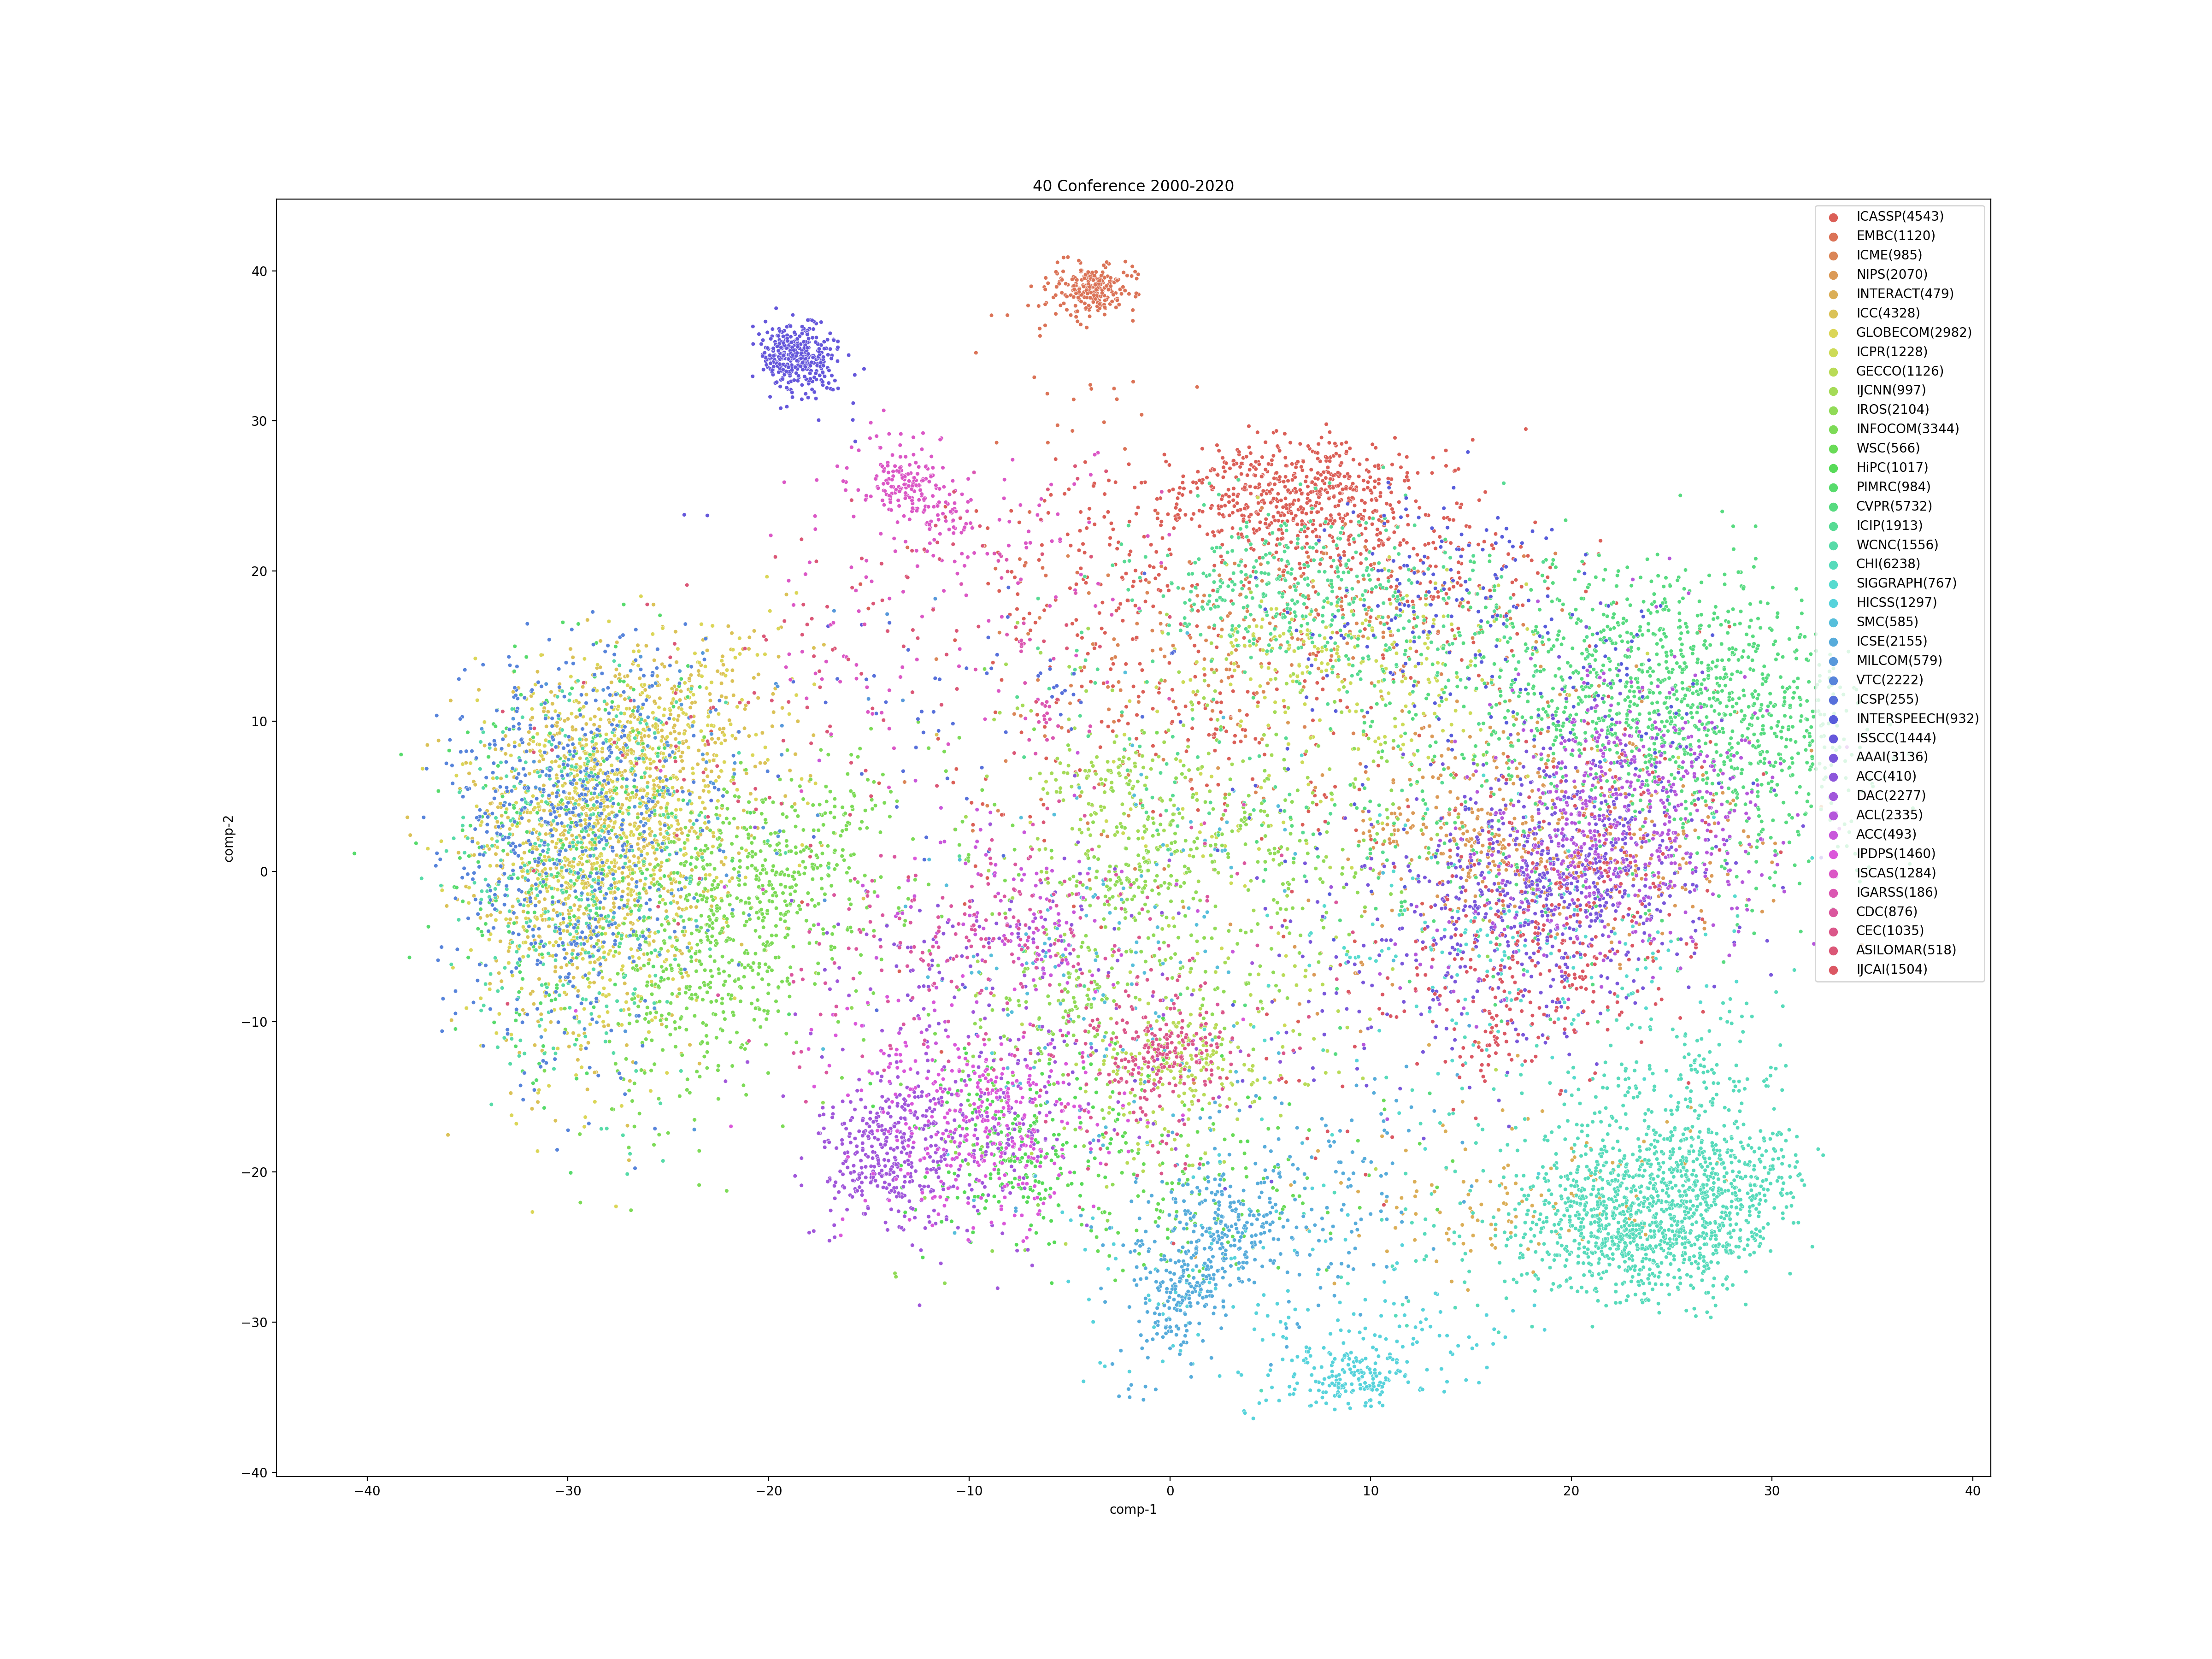 40 Conference 2000-2020
ICASSP(4543)
EMBC(1120)
ICME(985)
NIPS(2070)
INTERACT(479)
ICC(4328)
GLOBECOM(2982)
ICPR(1228)
GECCO(1126)
IJCNN(997)
IROS(2104)
INFOCOM(3344)
WSC(566)
HiPC(1017)
PIMRC(984)
CVPR(5732)
ICIP(1913)
WCNC(1556)
CHI(6238)
SIGGRAPH(767)
HICSS(1297)
SMC(585)
ICSE(2155)
MILCOM(579)
VTC(2222)
ICSP(255)
INTERSPEECH(932)
ISSCC(1444)
AAAI(3136)
ACC(410)
DAC(2277)
ACL(2335)
ACC(493)
IPDPS(1460)
ISCAS(1284)
IGARSS(186)
CDC(876)
CEC(1035)
ASILOMAR(518)
IJCAI(1504)
40
30
20
10
0
−10
−20
−30
−40
comp-2
−40 −30 −20 −10 0 10 20 30 40
comp-1